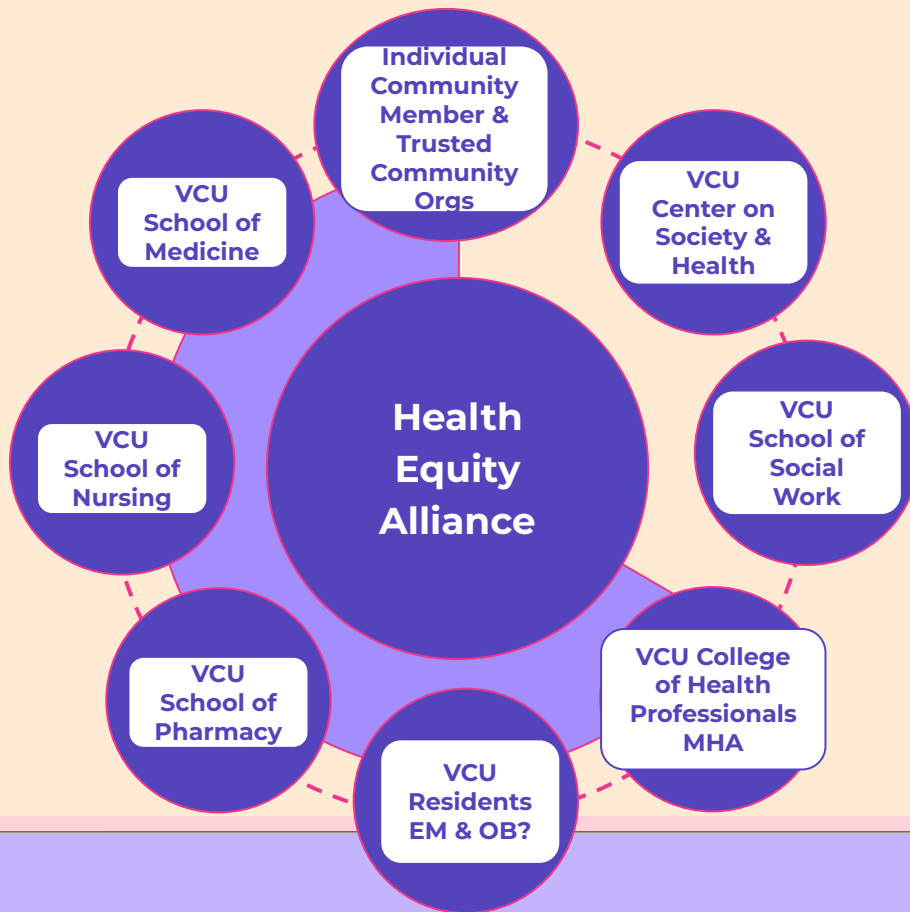 Individual
Community
Member &
Trusted
Community
Orgs
VCU
Center on
Society &
Health
VCU
School of
Social
Work
VCU College
of Health
Professionals
MHA
VCU
Residents
EM & OB?
VCU
School of
Pharmacy
VCU
School of
Nursing
VCU
School of
Medicine
Health
Equity
Alliance